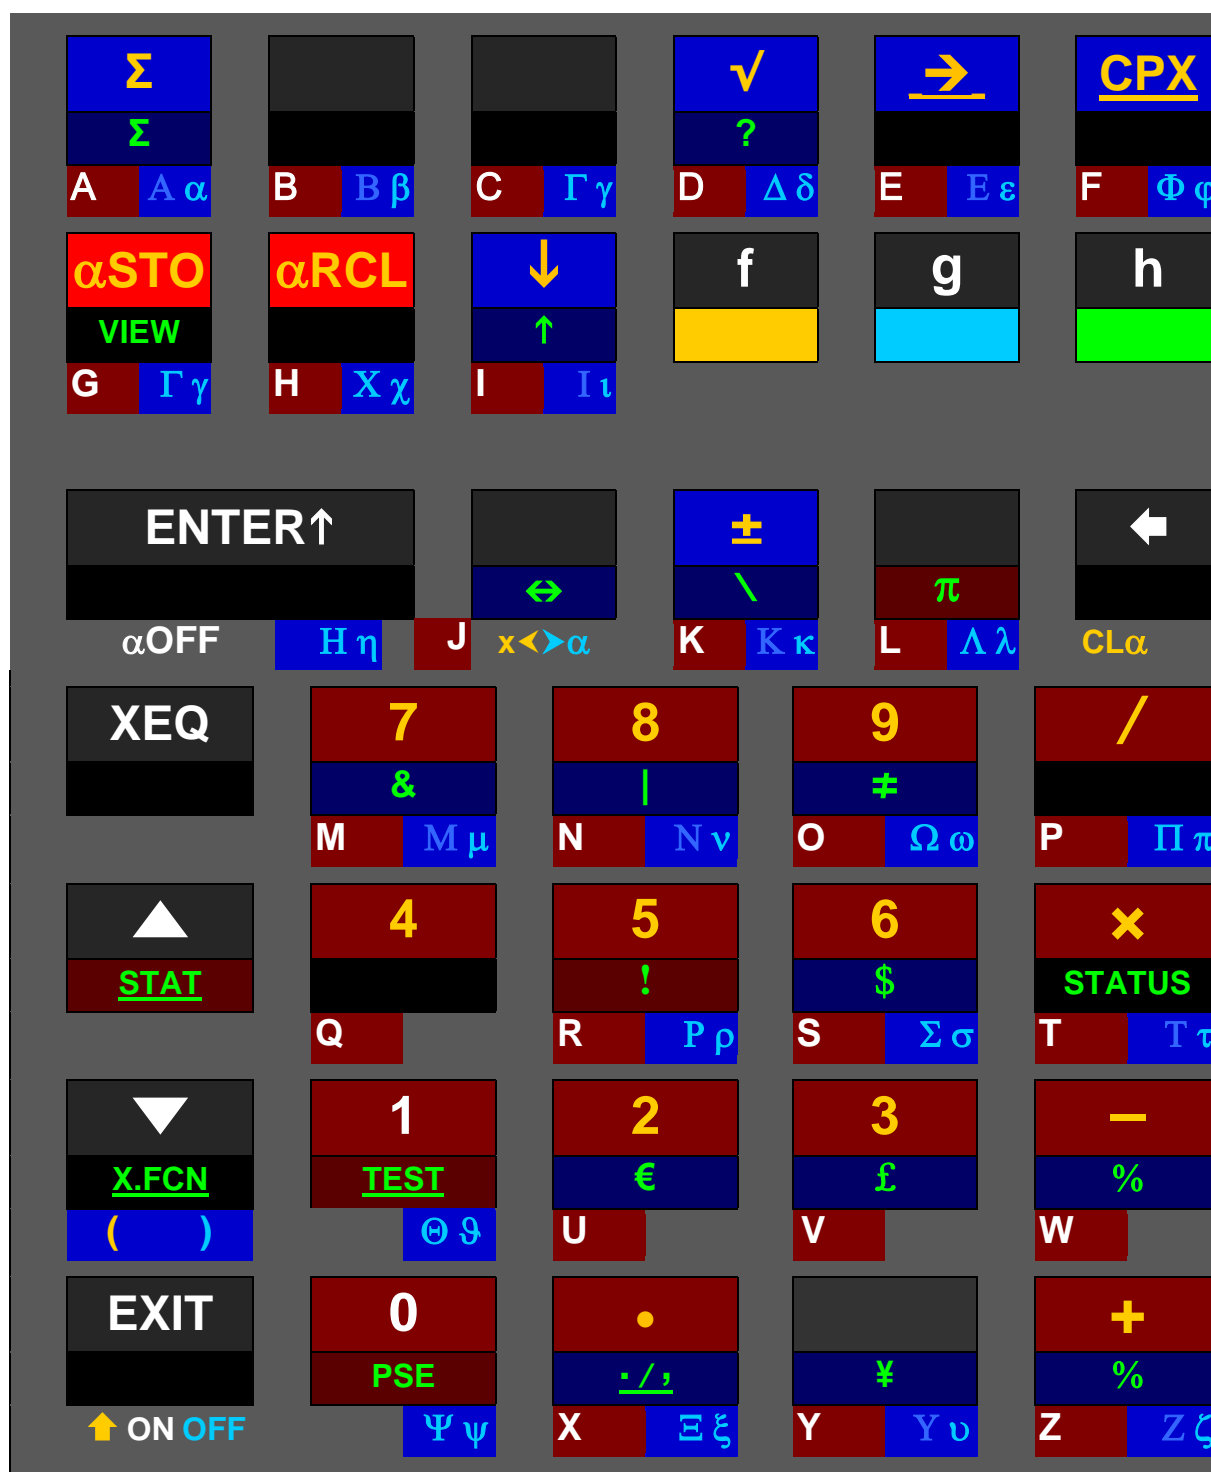 Σ √ → CPX
Σ ?
A Α α B Β β C Γ γ D Δ δ E Ε ε F Φ φ
αSTO αRCL ↓ f g h
VIEW ↑
G Γ γ H Χ χ I Ι ι
ENTER↑ ± 🡄
↔ \ π
αOFF Η η J x<>α K Κ κ L Λ λ CLα
XEQ 7 8 9 /
& | ≠
M Μ μ N Ν ν O Ω ω P Π π
▲ 4 5 6 ×
STAT ! $ STATUS
Q R Ρ ρ S Σ σ T Τ τ
▼ 1 2 3 −
X.FCN TEST € £ %
( ) Θ ϑ U V W
EXIT 0 • +
PSE ./, ¥ %
🡅 ON OFF Ψ ψ X Ξ ξ Y Υ υ Z Ζ ζ